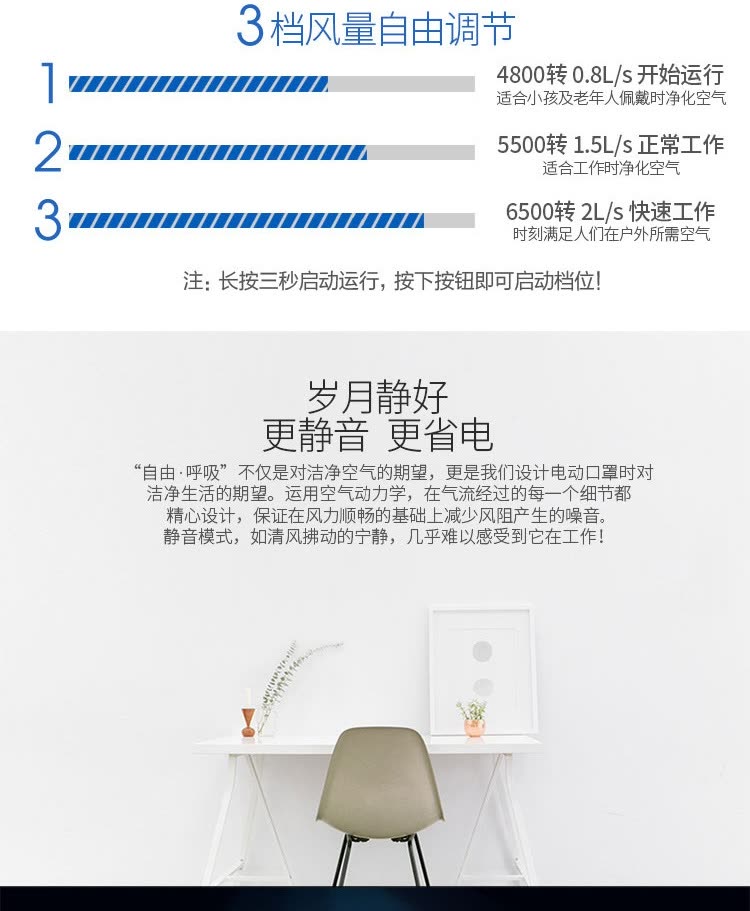 3档风量自由调节
1
4800转 0.8L/s 开始运行
适合小孩及老年人佩戴时净化空气
2
5500转 1.5L/s 正常工作
适合工作时净化空气
3
6500转 2L/s 快速工作
时刻满足人们在户外所需空气
注：长按三秒启动运行，按下按钮即可启动档位！
岁月静好
更静音 更省电
“自由·呼吸”不仅是对洁净空气的期望，更是我们设计电动口罩时对
洁净生活的期望。运用空气动力学，在气流经过的每一个细节都
精心设计，保证在风力顺畅的基础上减少风阻产生的噪音。
静音模式，如清风拂动的宁静，几乎难以感受到它在工作！